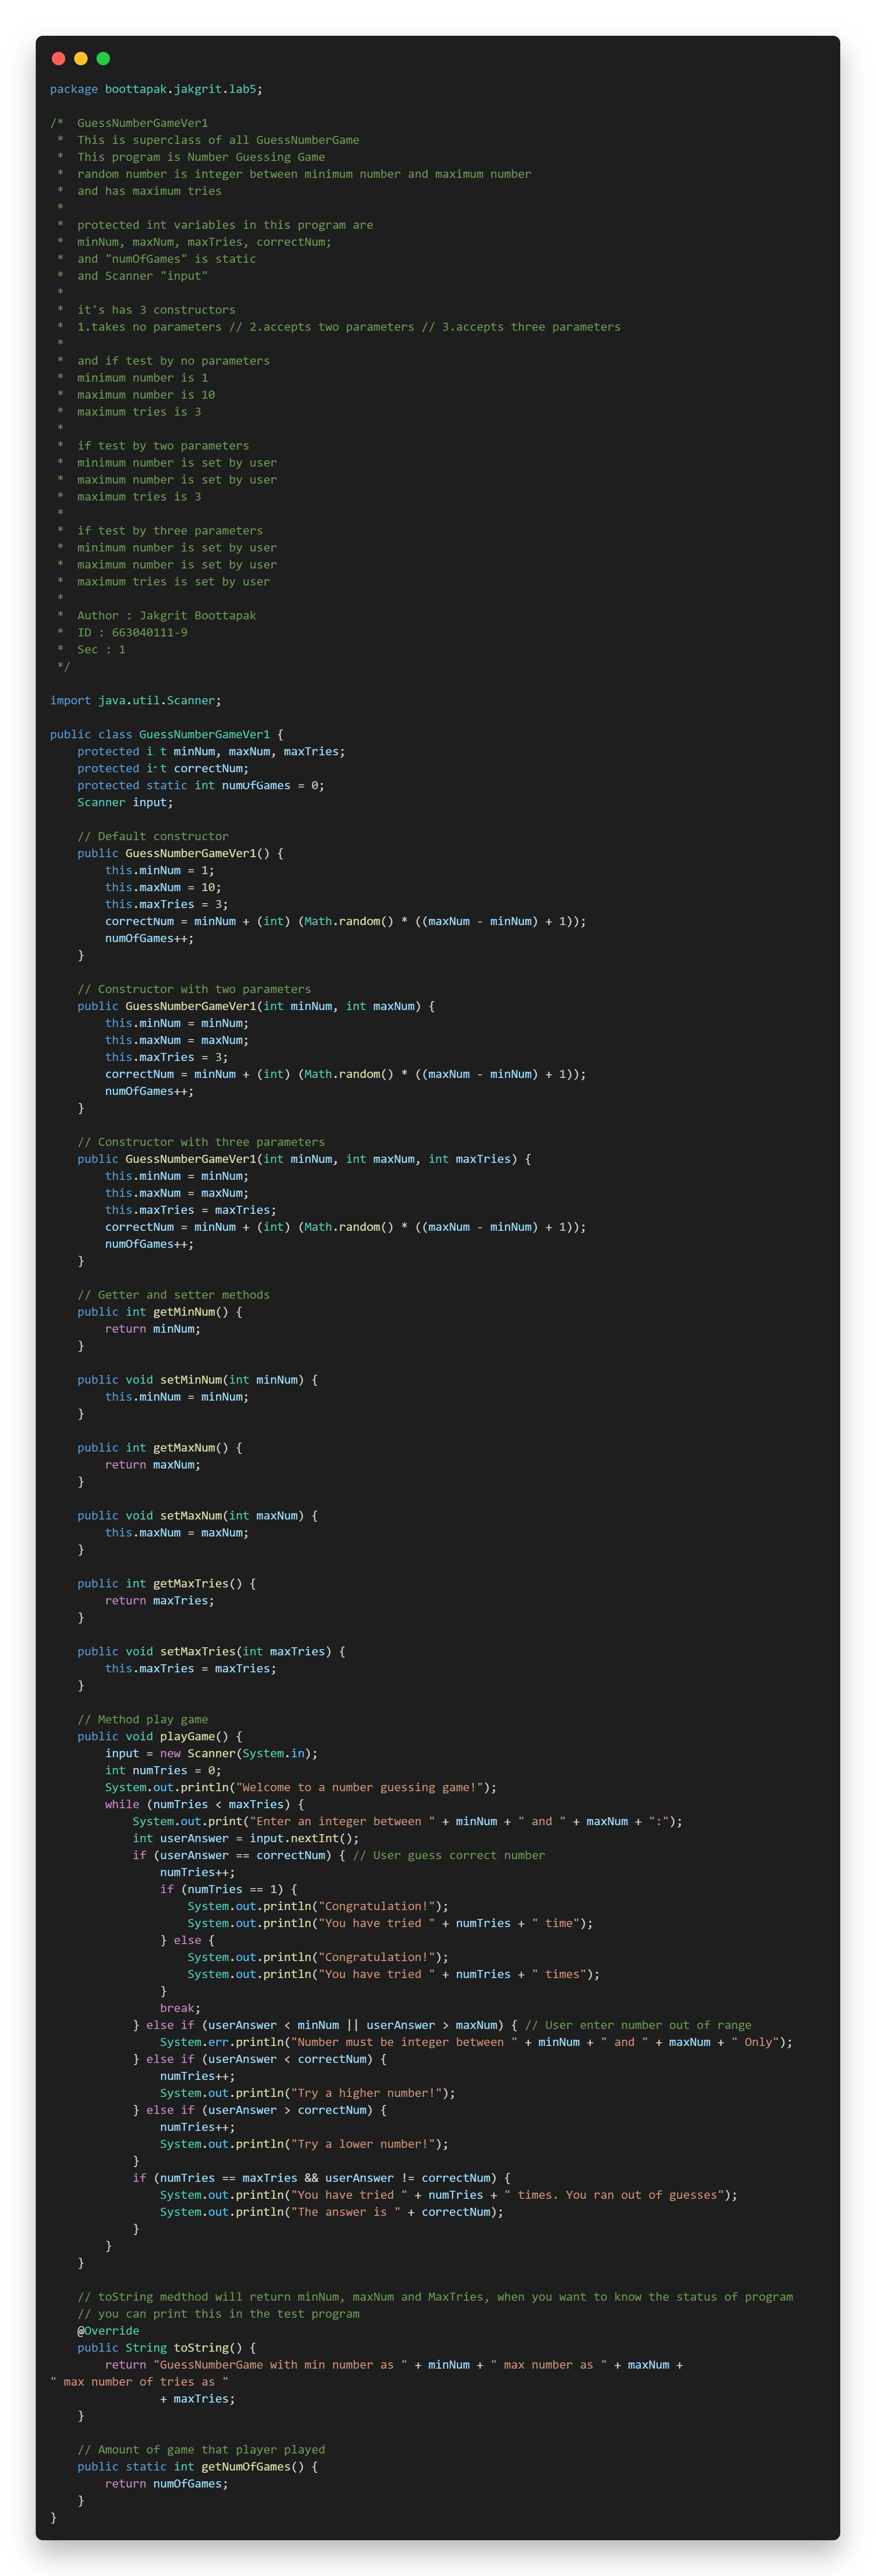 package boottapak.jakgrit.lab5;
/*  GuessNumberGameVer1
 *  This is superclass of all GuessNumberGame
 *  This program is Number Guessing Game
 *  random number is integer between minimum number and maximum number
 *  and has maximum tries
 *
 *  protected int variables in this program are
 *  minNum, maxNum, maxTries, correctNum;
 *  and "numOfGames" is static
 *  and Scanner "input"
 *
 *  it's has 3 constructors
 *  1.takes no parameters // 2.accepts two parameters // 3.accepts three parameters
 *
 *  and if test by no parameters
 *  minimum number is 1
 *  maximum number is 10
 *  maximum tries is 3
 *
 *  if test by two parameters
 *  minimum number is set by user
 *  maximum number is set by user
 *  maximum tries is 3
 *
 *  if test by three parameters
 *  minimum number is set by user
 *  maximum number is set by user
 *  maximum tries is set by user
 *
 *  Author : Jakgrit Boottapak
 *  ID : 663040111-9
 *  Sec : 1
 */
import java.util.Scanner;
public class GuessNumberGameVer1 {
    protected int minNum, maxNum, maxTries;
    protected int correctNum;
    protected static int numOfGames = 0;
    Scanner input;
    // Default constructor
    public GuessNumberGameVer1() {
        this.minNum = 1;
        this.maxNum = 10;
        this.maxTries = 3;
        correctNum = minNum + (int) (Math.random() * ((maxNum - minNum) + 1));
        numOfGames++;
    }
    // Constructor with two parameters
    public GuessNumberGameVer1(int minNum, int maxNum) {
        this.minNum = minNum;
        this.maxNum = maxNum;
        this.maxTries = 3;
        correctNum = minNum + (int) (Math.random() * ((maxNum - minNum) + 1));
        numOfGames++;
    }
    // Constructor with three parameters
    public GuessNumberGameVer1(int minNum, int maxNum, int maxTries) {
        this.minNum = minNum;
        this.maxNum = maxNum;
        this.maxTries = maxTries;
        correctNum = minNum + (int) (Math.random() * ((maxNum - minNum) + 1));
        numOfGames++;
    }
    // Getter and setter methods
    public int getMinNum() {
        return minNum;
    }
    public void setMinNum(int minNum) {
        this.minNum = minNum;
    }
    public int getMaxNum() {
        return maxNum;
    }
    public void setMaxNum(int maxNum) {
        this.maxNum = maxNum;
    }
    public int getMaxTries() {
        return maxTries;
    }
    public void setMaxTries(int maxTries) {
        this.maxTries = maxTries;
    }
    // Method play game
    public void playGame() {
        input = new Scanner(System.in);
        int numTries = 0;
        System.out.println("Welcome to a number guessing game!");
        while (numTries < maxTries) {
            System.out.print("Enter an integer between " + minNum + " and " + maxNum + ":");
            int userAnswer = input.nextInt();
            if (userAnswer == correctNum) { // User guess correct number
                numTries++;
                if (numTries == 1) {
                    System.out.println("Congratulation!");
                    System.out.println("You have tried " + numTries + " time");
                } else {
                    System.out.println("Congratulation!");
                    System.out.println("You have tried " + numTries + " times");
                }
                break;
            } else if (userAnswer < minNum || userAnswer > maxNum) { // User enter number out of range
                System.err.println("Number must be integer between " + minNum + " and " + maxNum + " Only");
            } else if (userAnswer < correctNum) {
                numTries++;
                System.out.println("Try a higher number!");
            } else if (userAnswer > correctNum) {
                numTries++;
                System.out.println("Try a lower number!");
            }
            if (numTries == maxTries && userAnswer != correctNum) {
                System.out.println("You have tried " + numTries + " times. You ran out of guesses");
                System.out.println("The answer is " + correctNum);
            }
        }
    }
    // toString medthod will return minNum, maxNum and MaxTries, when you want to know the status of program
    // you can print this in the test program
    @Override
    public String toString() {
        return "GuessNumberGame with min number as " + minNum + " max number as " + maxNum +
" max number of tries as "
                + maxTries;
    }
    // Amount of game that player played
    public static int getNumOfGames() {
        return numOfGames;
    }
}